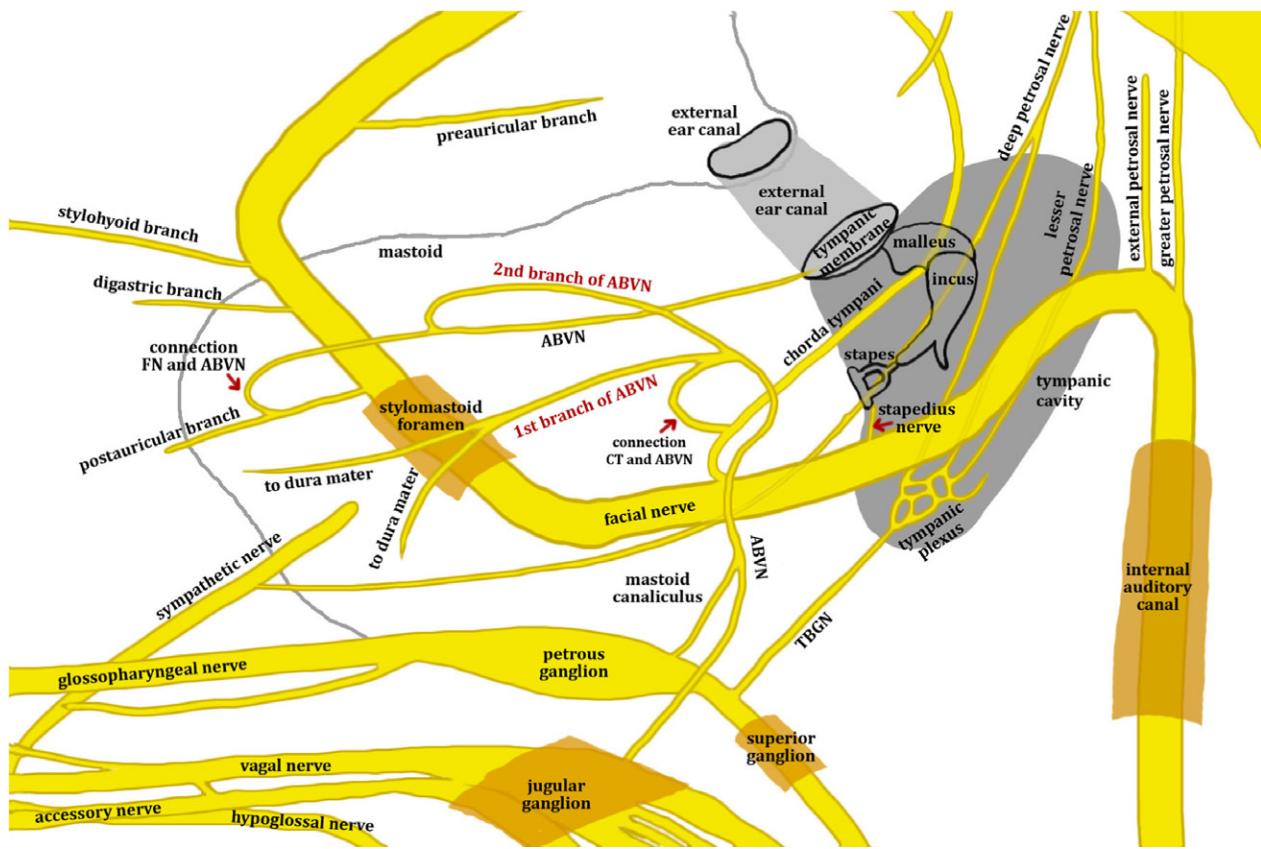 preauricular branch
external
ear canal
external
ear canal
deep petrosal nerve
external petrosal nerve
greater petrosal nerve
stylohyoid branch
mastoid
tympanic
membrane
malleus
lesser
petrosal nerve
digastric branch
2nd branch of ABVN
incus
connection
FN and ABVN
ABVN
chorda tympani
stapes
tympanic
cavity
postauricular branch
stylomastoid
foramen
1st branch of ABVN
stapedius
nerve
connection
CT and ABVN
to dura mater
to dura mater
facial nerve
tympanic
plexus
sympathetic nerve
mastoid
canaliculus
ABVN
internal
auditory
canal
TBGN
glossopharyngeal nerve
petrous
ganglion
superior
ganglion
vagal nerve
jugular
ganglion
accessory nerve
hypoglossal nerve